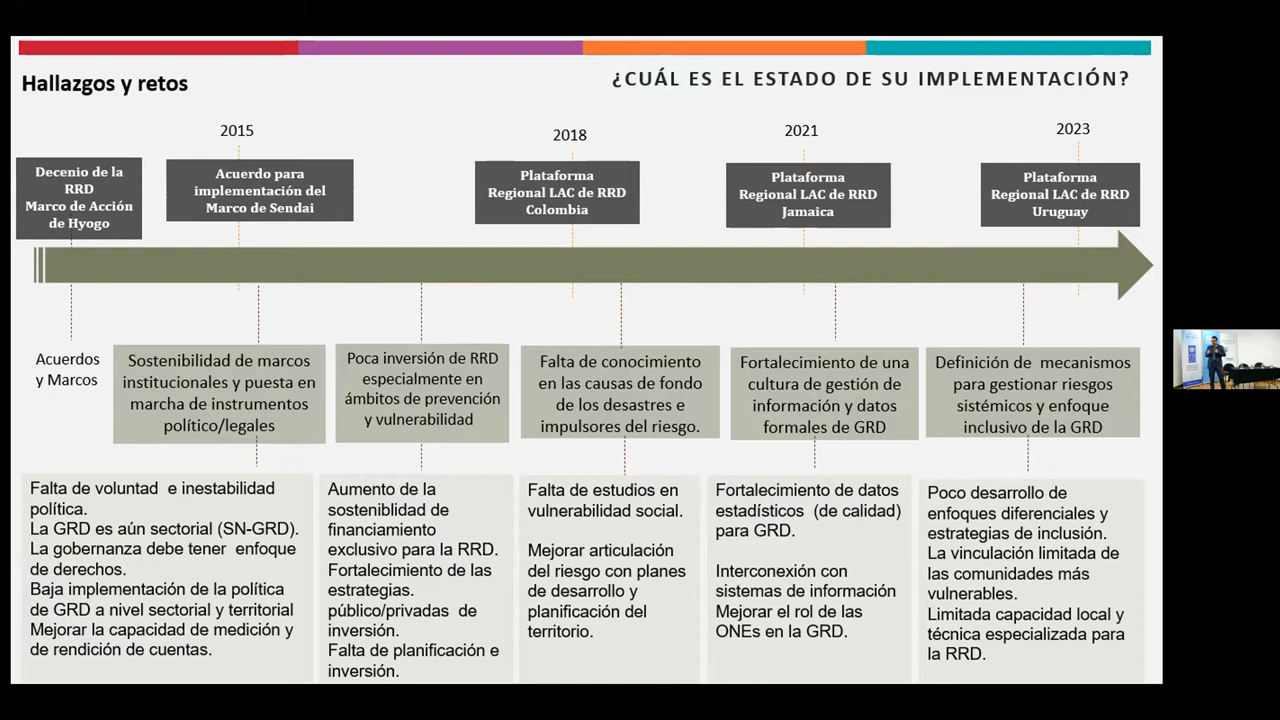 Hallazgos y retos
¿CUÁL ES EL ESTADO DE SU IMPLEMENTACIÓN?
Decenio de la
RRD
Marco de Acción
de Hyogo
2015
Acuerdo para
implementación del
Marco de Sendai
2018
Plataforma
Regional LAC de RRD
Colombia
2021
Plataforma
Regional LAC de RRD
Jamaica
2023
Plataforma
Regional LAC de RRD
Uruguay
Acuerdos
y Marcos
Sostenibilidad de marcos
institucionales y puesta en
marcha de instrumentos
político/legales
Poca inversión de RRD
especialmente en
ámbitos de prevención
y vulnerabilidad
Falta de conocimiento
en las causas de fondo
de los desastres e
impulsores del riesgo.
Fortalecimiento de una
cultura de gestión de
información y datos
formales de GRD
Definición de mecanismos
para gestionar riesgos
sistémicos y enfoque
inclusivo de la GRD
Falta de voluntad e inestabilidad
política.
La GRD es aún sectorial (SN-GRD).
La gobernanza debe tener enfoque
de derechos.
Baja implementación de la política
de GRD a nivel sectorial y territorial
Mejorar la capacidad de medición y
de rendición de cuentas.
Aumento de la
sosteniblidad de
financiamiento
exclusivo para la RRD.
Fortalecimiento de las
estrategias.
público/privadas de
inversión.
Falta de planificación e
inversión.
Falta de estudios en
vulnerabilidad social.
Mejorar articulación
del riesgo con planes
de desarrollo y
planificación del
territorio.
Fortalecimiento de datos
estadísticos (de calidad)
para GRD.
Interconexión con
sistemas de información
Mejorar el rol de las
ONEs en la GRD.
Poco desarrollo de
enfoques diferenciales y
estrategias de inclusión.
La vinculación limitada de
las comunidades más
vulnerables.
Limitada capacidad local y
técnica especializada para
la RRD.